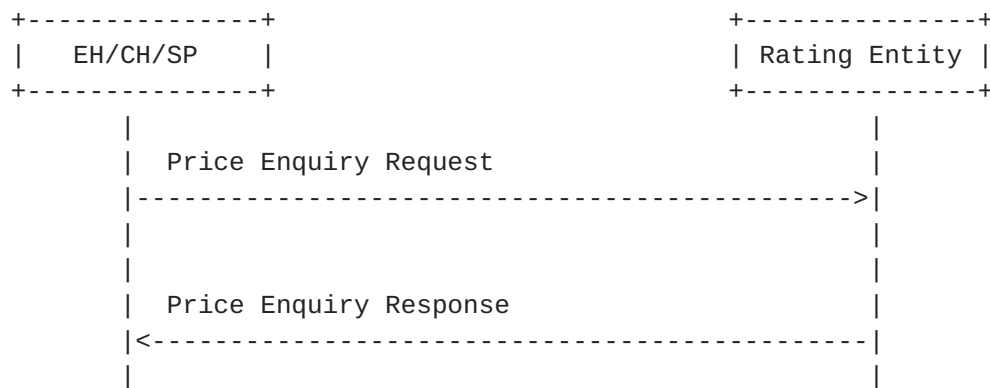 EH/CH/SP Rating Entity
Price Enquiry Request
Price Enquiry Response